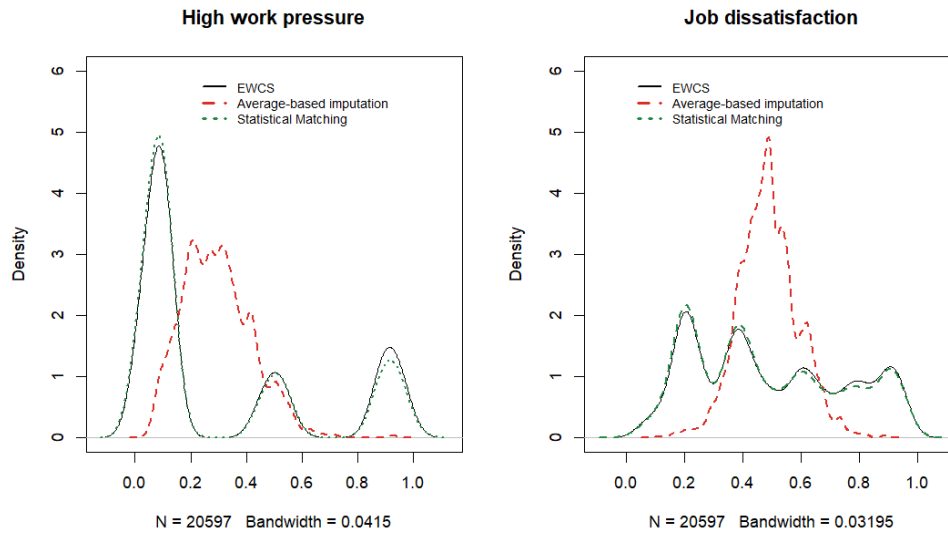 High work pressure
Density
6
5
4
3
2
1
0
EWCS
Average-based imputation
Statistical Matching
0.0 0.2 0.4 0.6 0.8 1.0
N = 20597 Bandwidth = 0.0415
Job dissatisfaction
Density
6
5
4
3
2
1
0
EWCS
Average-based imputation
Statistical Matching
0.0 0.2 0.4 0.6 0.8 1.0
N = 20597 Bandwidth = 0.03195